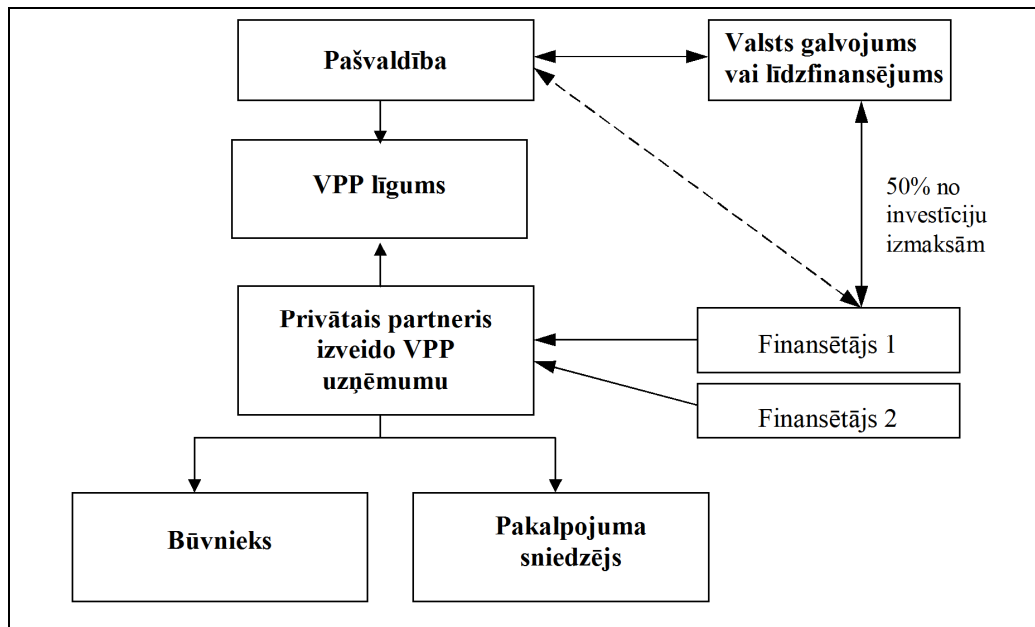 Pašvaldība
Valsts galvojums
vai līdzfinansējums
VPP līgums
50% no
investīciju
izmaksām
Privātais partneris
izveido VPP
uzņēmumu
Finansētājs 1
Finansētājs 2
Būvnieks
Pakalpojuma
sniedzējs